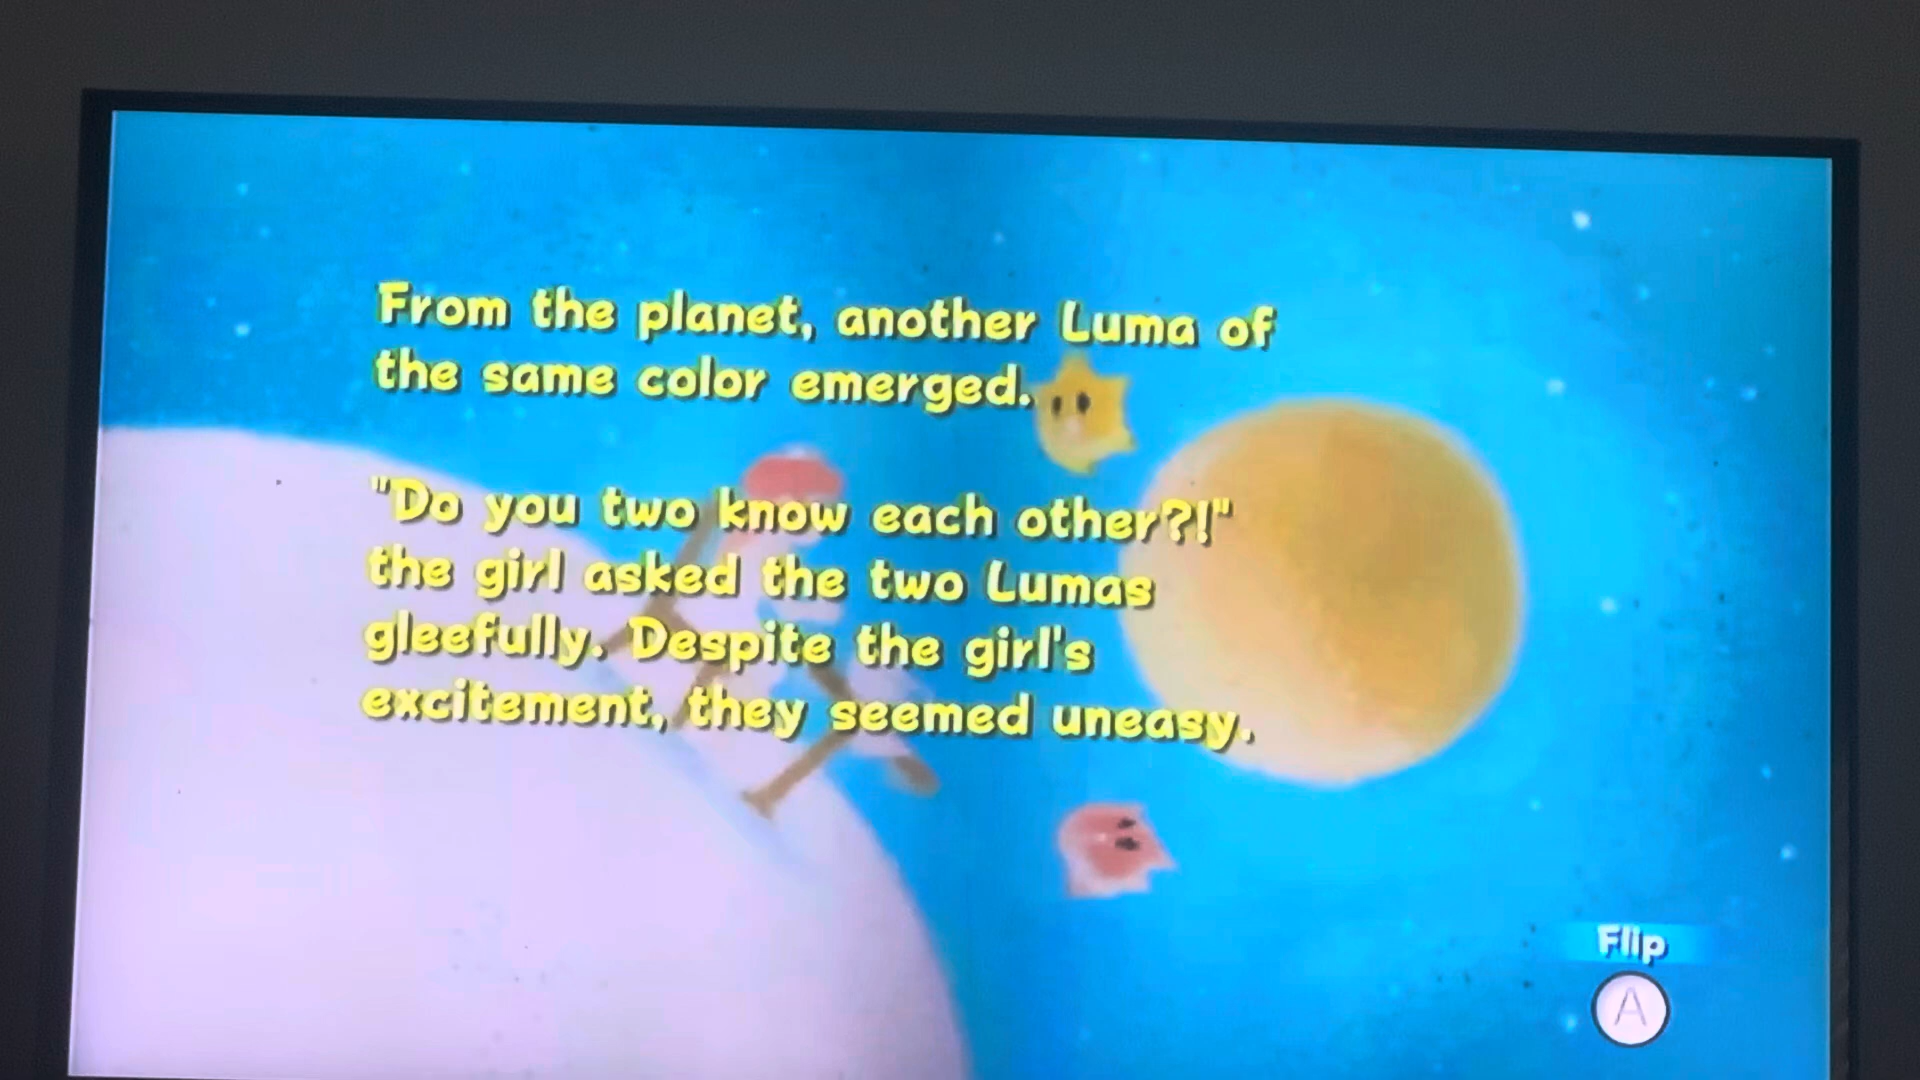 From the planet, another Luma of
the same color emerged.
"Do you two know each other?!"
the girl asked the two Lumas
gleefully. Despite the girl's
excitement, they seemed uneasy.
Flip
A